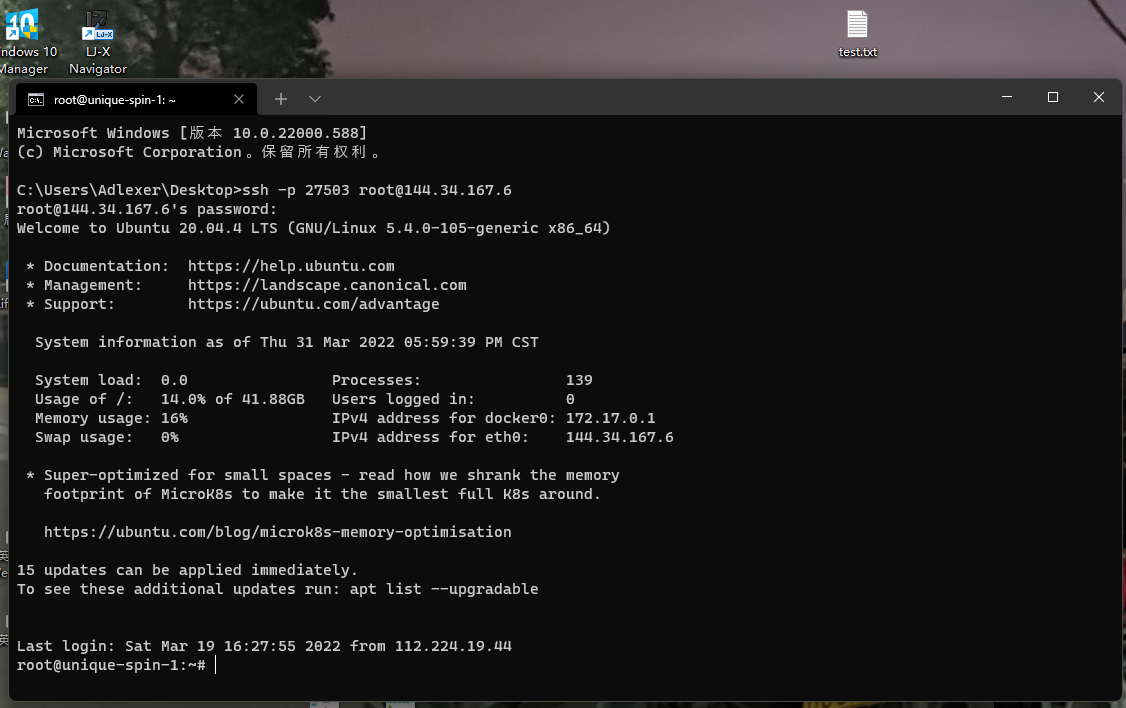 ndows 10
Manager
LJ-X
LJ-X
Navigator
test.txt
root@unique-spin-1: ~
Microsoft Windows [版本 10.0.22000.588]
(c) Microsoft Corporation。保留所有权利。
C:\Users\Adlexer\Desktop>ssh -p 27503 root@144.34.167.6
root@144.34.167.6's password:
Welcome to Ubuntu 20.04.4 LTS (GNU/Linux 5.4.0-105-generic x86_64)
* Documentation:  https://help.ubuntu.com
* Management:     https://landscape.canonical.com
* Support:        https://ubuntu.com/advantage
System information as of Thu 31 Mar 2022 05:59:39 PM CST
System load:  0.0                Processes:                139
Usage of /:   14.0% of 41.88GB   Users logged in:          0
Memory usage: 16%                IPv4 address for docker0: 172.17.0.1
Swap usage:   0%                 IPv4 address for eth0:    144.34.167.6
* Super-optimized for small spaces - read how we shrank the memory
footprint of MicroK8s to make it the smallest full K8s around.
https://ubuntu.com/blog/microk8s-memory-optimisation
15 updates can be applied immediately.
To see these additional updates run: apt list --upgradable
Last login: Sat Mar 19 16:27:55 2022 from 112.224.19.44
root@unique-spin-1:~#